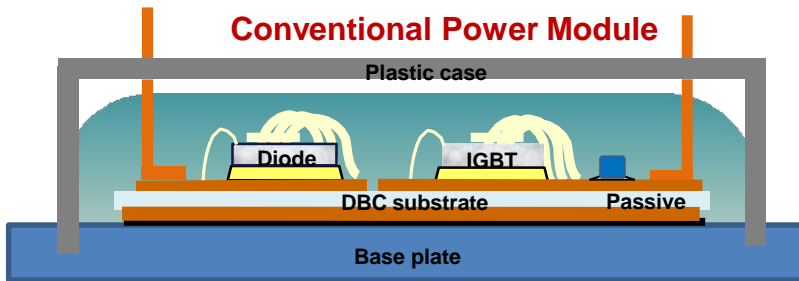 Conventional Power Module
Plastic case
Diode
IGBT
DBC substrate
Passive
Base plate